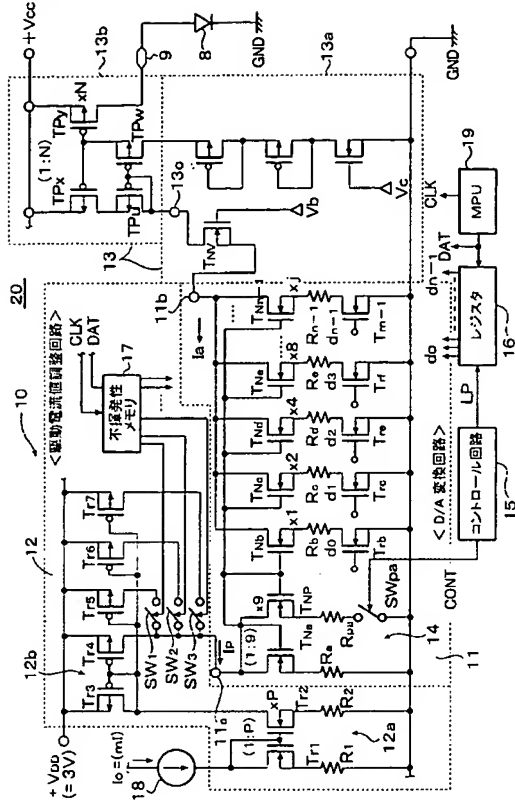 20
10
<駆動電流値調整回路>
+VDD
(=3V)
12
12b
Tr3
Tr4
Tr5
Tr6
Tr7
SW1
SW2
SW3
17
不揮発性
メモリ
CLK
DAT
Io=(mI)
18
(1:P)
xP
Tr1
Tr2
R1
R2
12a
11a
Ip
(1:9)
x9
TNa
TNP
Ra
Rpa
SWpa
14
11
CONT
TNb
x1
Rb
do
Trb
TNc
x2
Rc
d1
Trc
TNd
x4
Rd
d2
Tre
TNe
x8
Re
d3
Trf
TNn-1
xj
Rn-1
dn-1
Tm-1
<D/A変換回路>
Ia
11b
TNV
Vb
13
13c
13b
13a
(1:N)
TPx
TPy
xN
TPu
TPw
+Vcc
9
8
GND
Vc
GND
コントロール回路
15
LP
レジスタ
16
do
dn-1
DAT
CLK
MPU
19